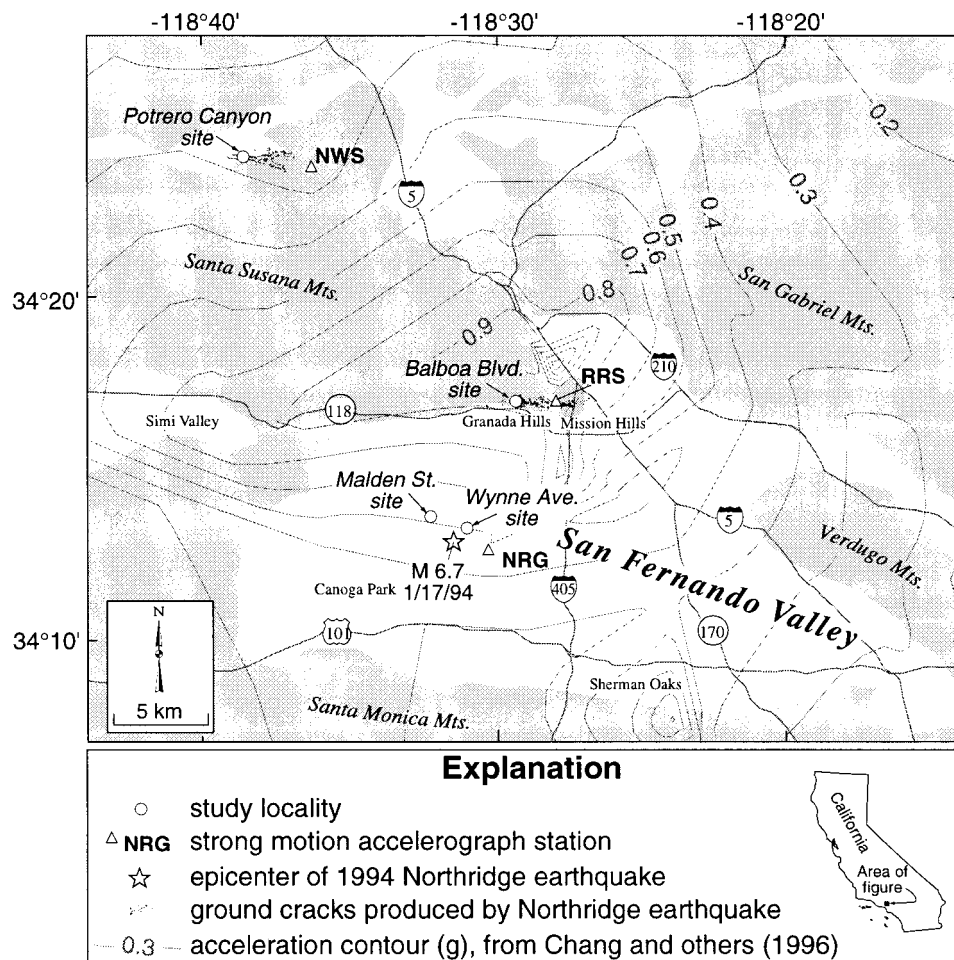 -118°40'
-118°30'
-118°20'
Potrero Canyon
site
NWS
5
0.2
0.3
0.4
0.5
0.6
0.7
Santa Susana Mts.
San Gabriel Mts.
34°20'
0.8
0.9
Balboa Blvd.
site
RRS
210
118
Simi Valley
Granada Hills
Mission Hills
Malden St.
site
Wynne Ave.
site
5
NRG
San Fernando Valley
Verdugo Mts.
M 6.7
1/17/94
Canoga Park
405
34°10'
101
170
N
5 km
Sherman Oaks
Santa Monica Mts.
Explanation
study locality
NRG strong motion accelerograph station
epicenter of 1994 Northridge earthquake
ground cracks produced by Northridge earthquake
0.3 acceleration contour (g), from Chang and others (1996)
California
Area of
figure